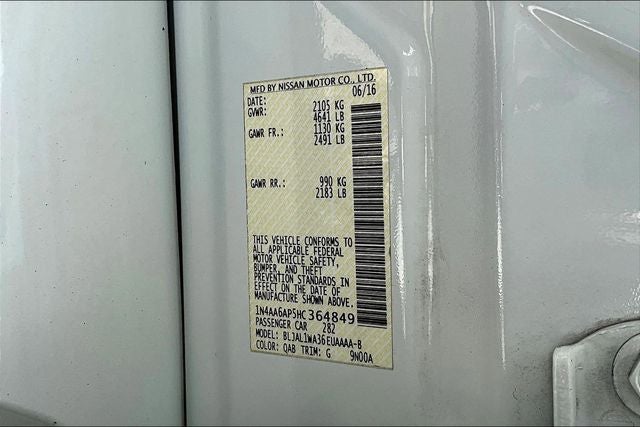 MFD BY NISSAN MOTOR CO., LTD.
DATE: 06/16
GVWR: 2105 KG
4641 LB
GAWR FR.: 1130 KG
2491 LB
GAWR RR.: 990 KG
2183 LB
THIS VEHICLE CONFORMS TO
ALL APPLICABLE FEDERAL
MOTOR VEHICLE SAFETY,
BUMPER, AND THEFT
PREVENTION STANDARDS IN
EFFECT ON THE DATE OF
MANUFACTURE SHOWN ABOVE.
1N4AA6AP5HC364849
PASSENGER CAR 282
MODEL: BLJAL1WA36EUAAAA-B
COLOR: QAB TRIM: G 9N00A